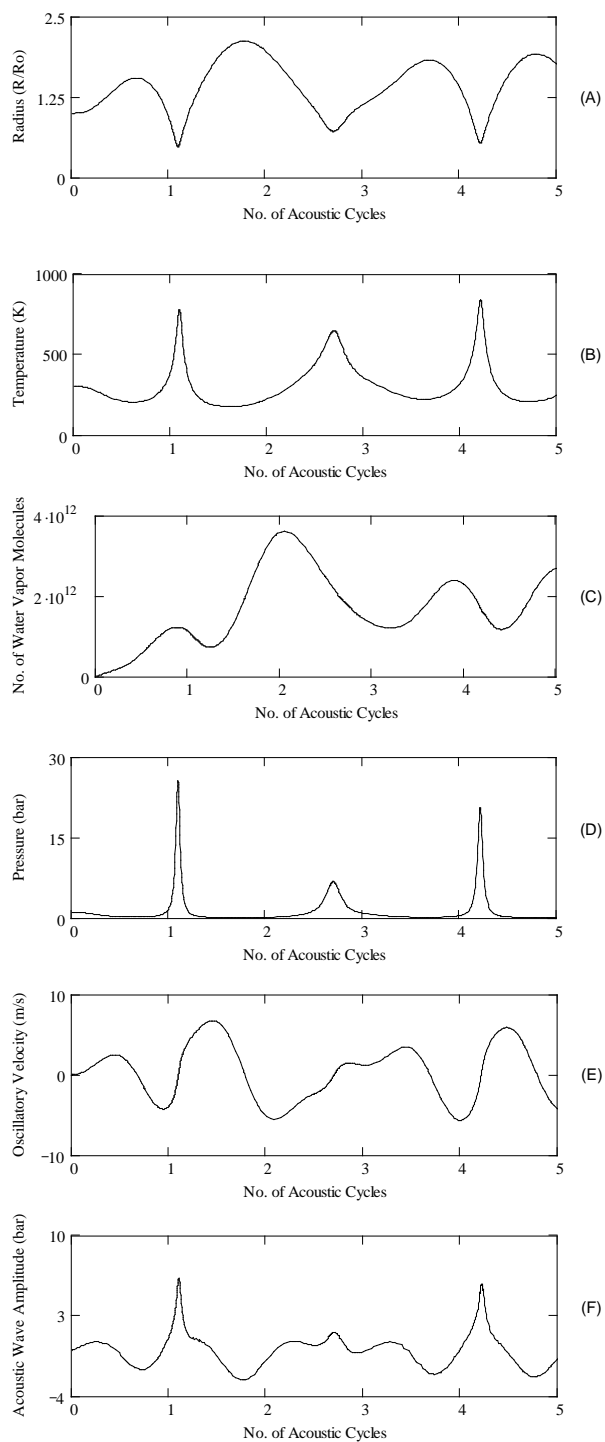 2.5
1.25
0
Radius (R/Ro)
0 1 2 3 4 5
No. of Acoustic Cycles
(A)
1000
500
0
Temperature (K)
0 1 2 3 4 5
No. of Acoustic Cycles
(B)
4·10¹²
2·10¹²
0
No. of Water Vapor Molecules
0 1 2 3 4 5
No. of Acoustic Cycles
(C)
30
15
0
Pressure (bar)
0 1 2 3 4 5
No. of Acoustic Cycles
(D)
10
0
−10
Oscillatory Velocity (m/s)
0 1 2 3 4 5
No. of Acoustic Cycles
(E)
10
3
−4
Acoustic Wave Amplitude (bar)
0 1 2 3 4 5
No. of Acoustic Cycles
(F)